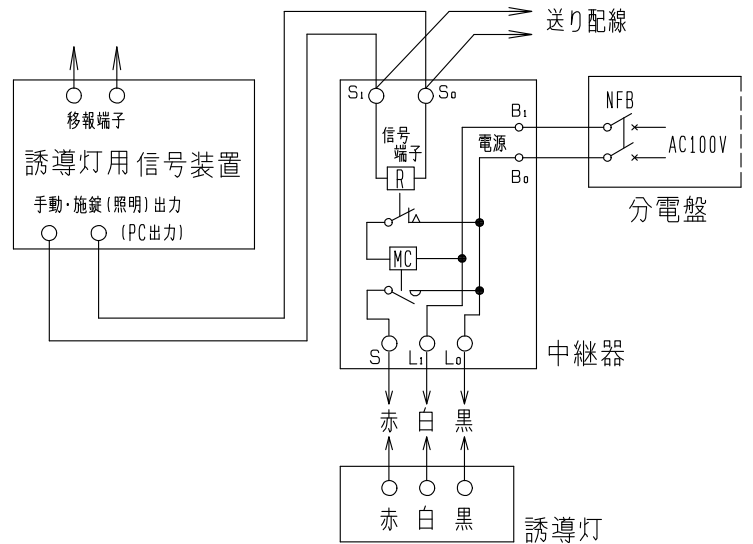 送り配線
移報端子
誘導灯用信号装置
手動・施錠(照明)出力
(PC出力)
S1
S0
信号
端子
R
MC
B1
電源
B0
NFB
AC100V
分電盤
S
L1
L0
中継器
赤 白 黒
赤 白 黒
誘導灯